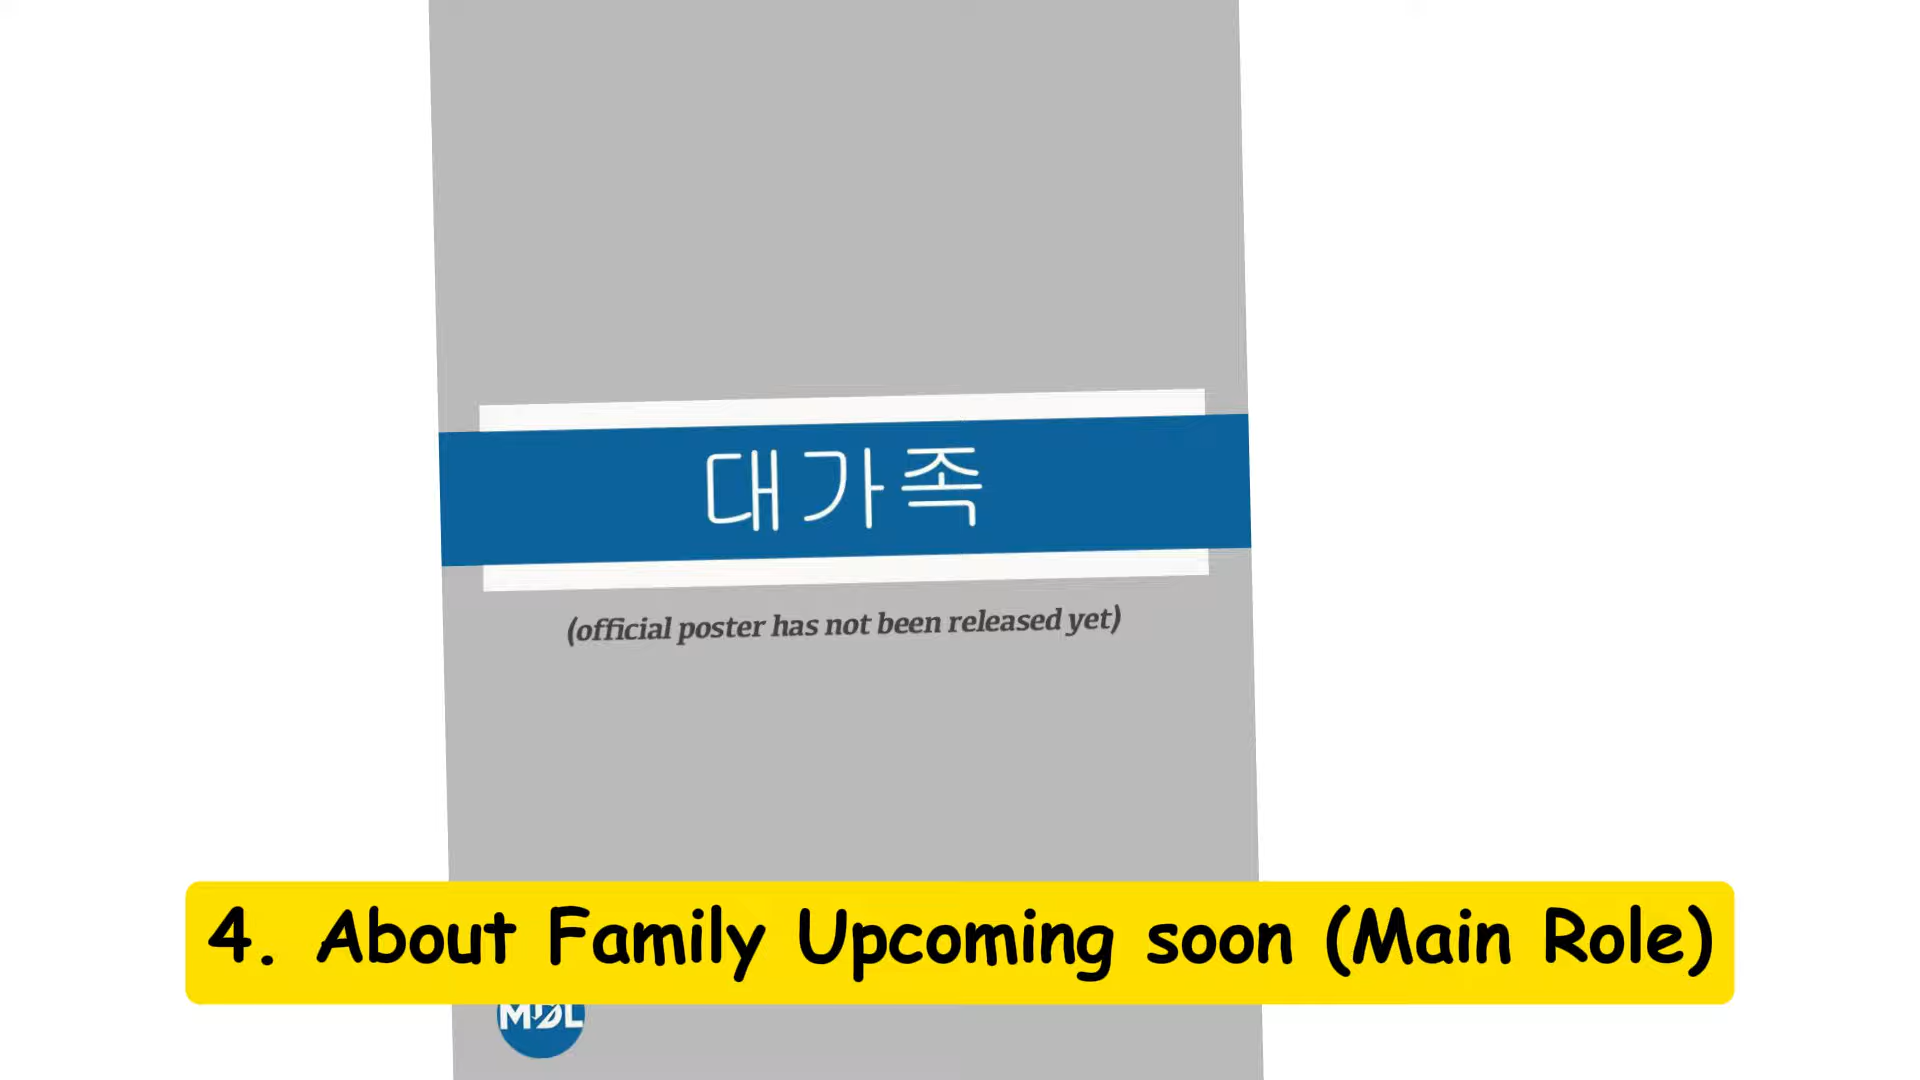 대가족
(official poster has not been released yet)
4. About Family Upcoming soon (Main Role)
MDL